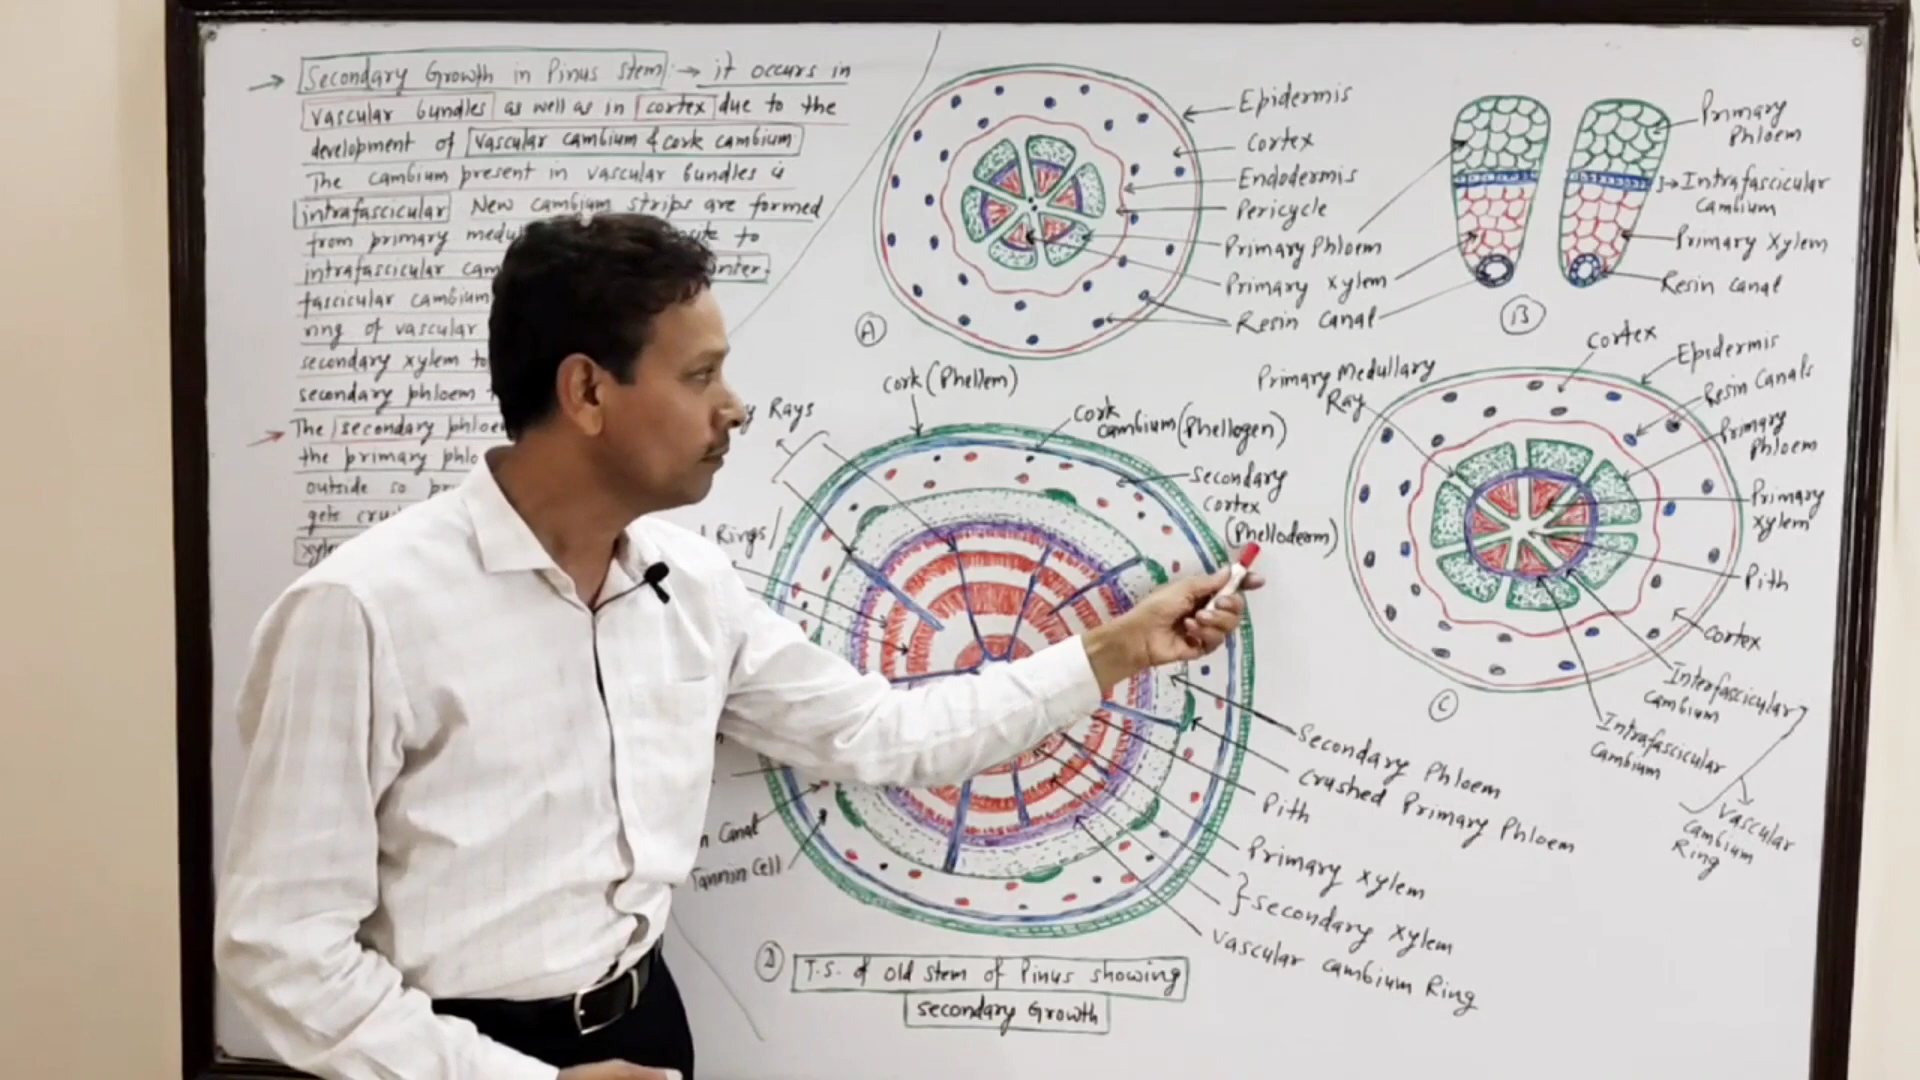 → Secondary Growth in Pinus stem :→ it occurs in
vascular bundles as well as in cortex due to the
development of vascular cambium & cork cambium
The cambium present in vascular bundles is
intrafascicular New cambium strips are formed
from primary to
intrafascicular inter-
fascicular cambium
ring of vascular
secondary xylem
secondary phloem
→ The secondary
the primary
outside so
gets
Epidermis
Cortex
Endodermis
Pericycle
Primary Phloem
Primary xylem
Resin Canal
A
Primary
Phloem
Intrafascicular
Cambium
Primary xylem
Resin Canal
B
Cortex
Epidermis
Resin Canals
Primary
Phloem
Primary
xylem
Pith
Cortex
Interfascicular
Cambium
Intrafascicular
Cambium
Vascular
Cambium
Ring
Primary Medullary
Ray
C
Cork (Phellem)
Cork
Cambium (Phellogen)
Secondary
Cortex
(Phelloderm)
Rays
Rings/
Canal
Tannin Cell
Secondary Phloem
Crushed Primary Phloem
Pith
Primary xylem
} Secondary xylem
Vascular Cambium Ring
D T.S. of old stem of Pinus showing
secondary Growth